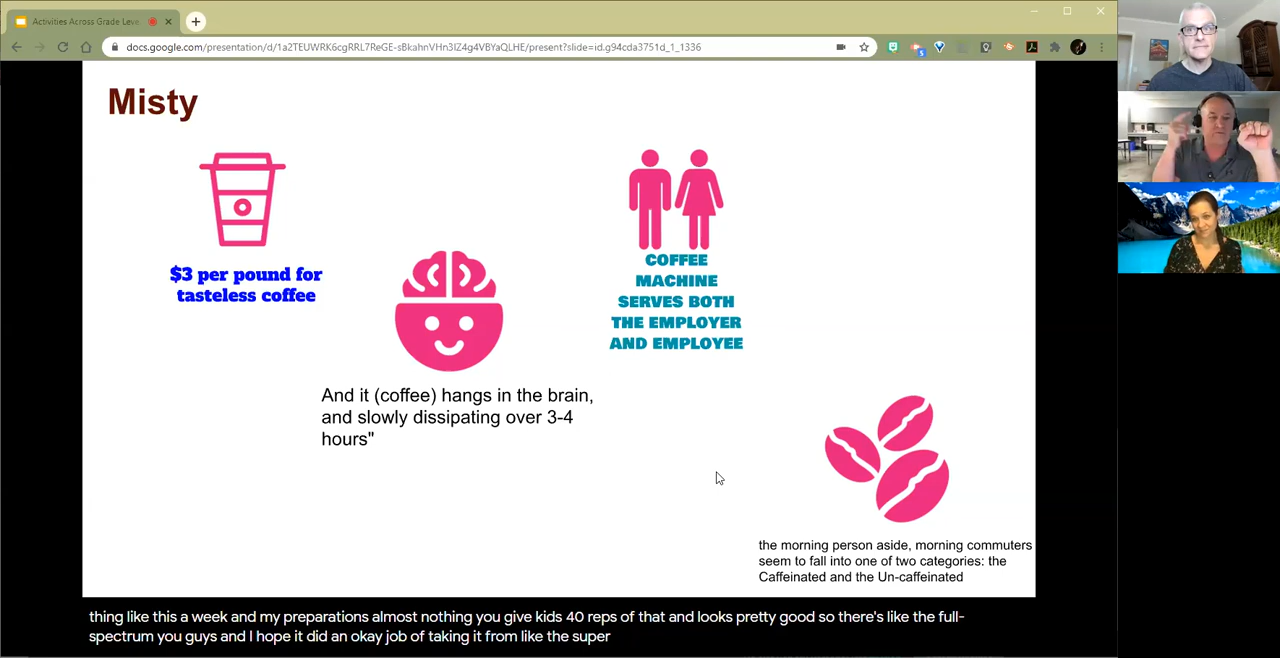 Activities Across Grade Leve
docs.google.com/presentation/d/1a2TEUWRK6cgRRL7ReGE-sBkahnVHn3lZ4g4VBYaQLHE/present?slide=id.g94cda3751d_1_1336
Misty
$3 per pound for
tasteless coffee
And it (coffee) hangs in the brain,
and slowly dissipating over 3-4
hours"
COFFEE
MACHINE
SERVES BOTH
THE EMPLOYER
AND EMPLOYEE
the morning person aside, morning commuters
seem to fall into one of two categories: the
Caffeinated and the Un-caffeinated
thing like this a week and my preparations almost nothing you give kids 40 reps of that and looks pretty good so there's like the full-
spectrum you guys and I hope it did an okay job of taking it from like the super